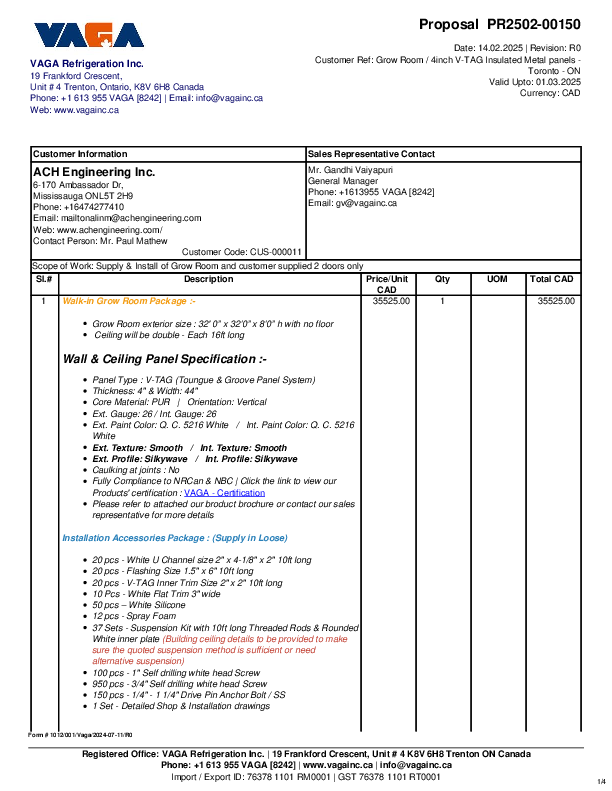 VAGA
Proposal PR2502-00150
Date: 14.02.2025 | Revision: R0
Customer Ref: Grow Room / 4inch V-TAG Insulated Metal panels -
Toronto - ON
Valid Upto: 01.03.2025
Currency: CAD
VAGA Refrigeration Inc.
19 Frankford Crescent,
Unit # 4 Trenton, Ontario, K8V 6H8 Canada
Phone: +1 613 955 VAGA [8242] | Email: info@vagainc.ca
Web: www.vagainc.ca
Customer Information
ACH Engineering Inc.
6-170 Ambassador Dr,
Mississauga ONL5T 2H9
Phone: +16474277410
Email: mailtonalinm@achengineering.com
Web: www.achengineering.com/
Contact Person: Mr. Paul Mathew
Customer Code: CUS-000011
Sales Representative Contact
Mr. Gandhi Vaiyapuri
General Manager
Phone: +1613955 VAGA [8242]
Email: gv@vagainc.ca
Scope of Work: Supply & Install of Grow Room and customer supplied 2 doors only
Sl.# Description Price/Unit CAD Qty UOM Total CAD
1 Walk-in Grow Room Package :- 35525.00 1 35525.00
• Grow Room exterior size : 32' 0" x 32'0" x 8'0" h with no floor
• Ceiling will be double - Each 16ft long
Wall & Ceiling Panel Specification :-
• Panel Type : V-TAG (Toungue & Groove Panel System)
• Thickness: 4" & Width: 44"
• Core Material: PUR | Orientation: Vertical
• Ext. Gauge: 26 / Int. Gauge: 26
• Ext. Paint Color: Q. C. 5216 White / Int. Paint Color: Q. C. 5216
White
• Ext. Texture: Smooth / Int. Texture: Smooth
• Ext. Profile: Silkywave / Int. Profile: Silkywave
• Caulking at joints : No
• Fully Compliance to NRCan & NBC | Click the link to view our
Products' certification : VAGA - Certification
• Please refer to attached our product brochure or contact our sales
representative for more details
Installation Accessories Package : (Supply in Loose)
• 20 pcs - White U Channel size 2" x 4-1/8" x 2" 10ft long
• 20 pcs - Flashing Size 1.5" x 6" 10ft long
• 20 pcs - V-TAG Inner Trim Size 2" x 2" 10ft long
• 10 Pcs - White Flat Trim 3" wide
• 50 pcs – White Silicone
• 12 pcs - Spray Foam
• 37 Sets - Suspension Kit with 10ft long Threaded Rods & Rounded
White inner plate (Building ceiling details to be provided to make
sure the quoted suspension method is sufficient or need
alternative suspension)
• 100 pcs - 1" Self drilling white head Screw
• 950 pcs - 3/4" Self drilling white head Screw
• 150 pcs - 1/4" - 1 1/4" Drive Pin Anchor Bolt / SS
• 1 Set - Detailed Shop & Installation drawings
Form # 1012/001/Vaga/2024-07-11/R0
Registered Office: VAGA Refrigeration Inc. | 19 Frankford Crescent, Unit # 4 K8V 6H8 Trenton ON Canada
Phone: +1 613 955 VAGA [8242] | www.vagainc.ca | info@vagainc.ca
Import / Export ID: 76378 1101 RM0001 | GST 76378 1101 RT0001
1/4